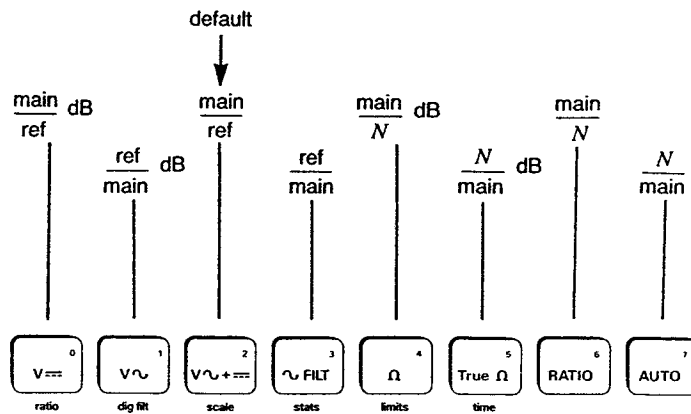 default
main
ref
dB
main
ref
main
N
dB
main
N
ref
main
dB
ref
main
N
main
dB
N
main
0
V⎓
1
V∿
2
V∿+⎓
3
∿ FILT
4
Ω
5
True Ω
6
RATIO
7
AUTO
ratio
dig filt
scale
stats
limits
time